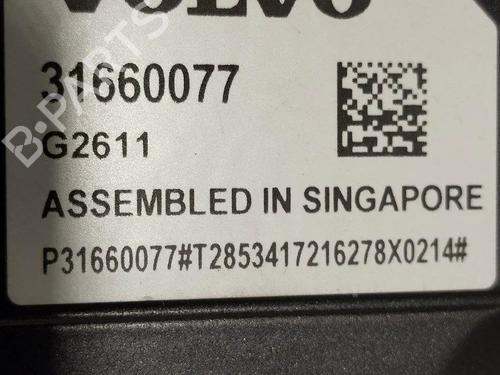 VOLVO
31660077
G2611
ASSEMBLED IN SINGAPORE
P31660077#T2853417216278X0214#
B-PARTS